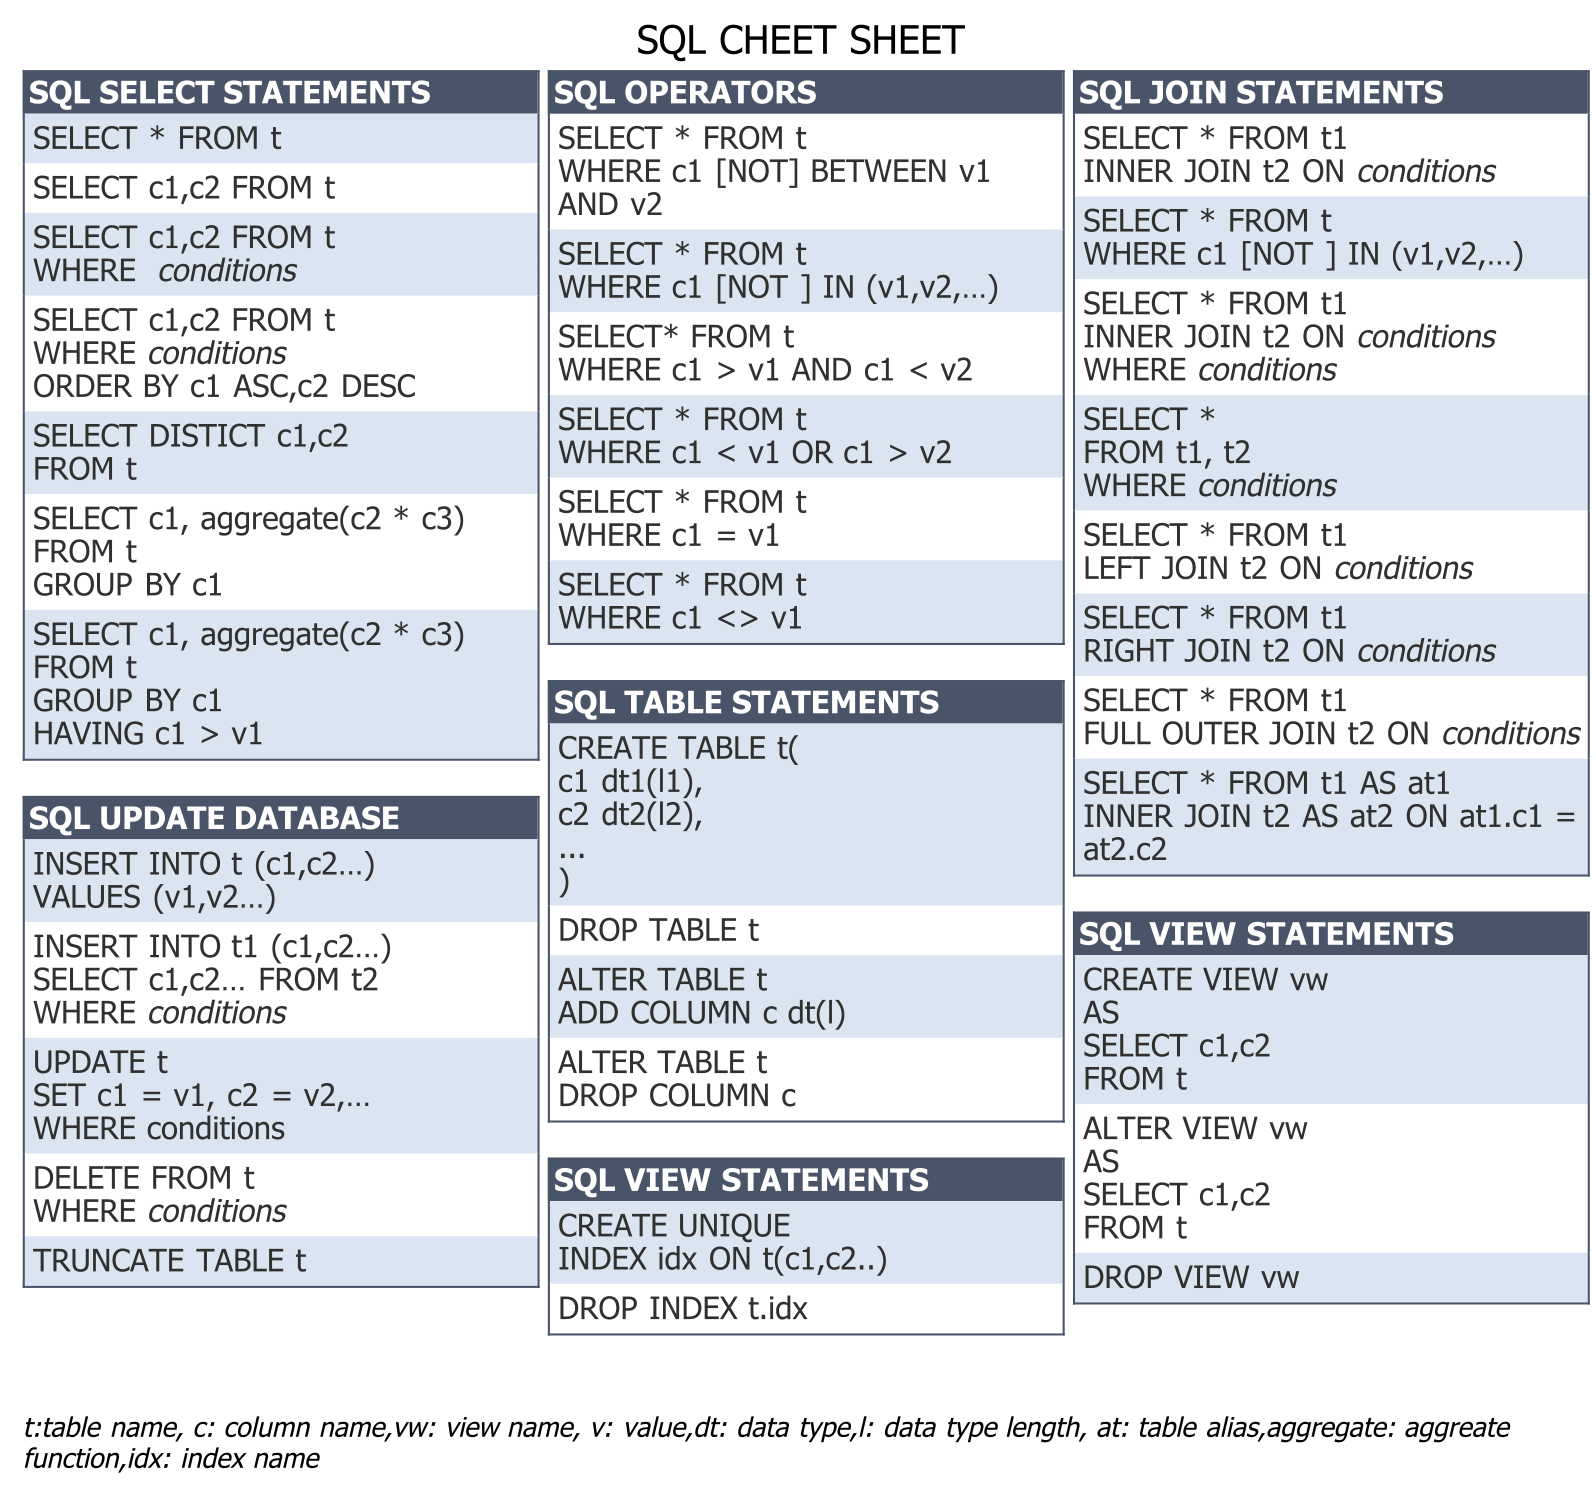 SQL CHEET SHEET
SQL SELECT STATEMENTS
SELECT * FROM t
SELECT c1,c2 FROM t
SELECT c1,c2 FROM t
WHERE conditions
SELECT c1,c2 FROM t
WHERE conditions
ORDER BY c1 ASC,c2 DESC
SELECT DISTICT c1,c2
FROM t
SELECT c1, aggregate(c2 * c3)
FROM t
GROUP BY c1
SELECT c1, aggregate(c2 * c3)
FROM t
GROUP BY c1
HAVING c1 > v1
SQL UPDATE DATABASE
INSERT INTO t (c1,c2…)
VALUES (v1,v2…)
INSERT INTO t1 (c1,c2…)
SELECT c1,c2… FROM t2
WHERE conditions
UPDATE t
SET c1 = v1, c2 = v2,…
WHERE conditions
DELETE FROM t
WHERE conditions
TRUNCATE TABLE t
SQL OPERATORS
SELECT * FROM t
WHERE c1 [NOT] BETWEEN v1
AND v2
SELECT * FROM t
WHERE c1 [NOT ] IN (v1,v2,…)
SELECT* FROM t
WHERE c1 > v1 AND c1 < v2
SELECT * FROM t
WHERE c1 < v1 OR c1 > v2
SELECT * FROM t
WHERE c1 = v1
SELECT * FROM t
WHERE c1 <> v1
SQL TABLE STATEMENTS
CREATE TABLE t(
c1 dt1(l1),
c2 dt2(l2),
...
)
DROP TABLE t
ALTER TABLE t
ADD COLUMN c dt(l)
ALTER TABLE t
DROP COLUMN c
SQL VIEW STATEMENTS
CREATE UNIQUE
INDEX idx ON t(c1,c2..)
DROP INDEX t.idx
SQL JOIN STATEMENTS
SELECT * FROM t1
INNER JOIN t2 ON conditions
SELECT * FROM t
WHERE c1 [NOT ] IN (v1,v2,…)
SELECT * FROM t1
INNER JOIN t2 ON conditions
WHERE conditions
SELECT *
FROM t1, t2
WHERE conditions
SELECT * FROM t1
LEFT JOIN t2 ON conditions
SELECT * FROM t1
RIGHT JOIN t2 ON conditions
SELECT * FROM t1
FULL OUTER JOIN t2 ON conditions
SELECT * FROM t1 AS at1
INNER JOIN t2 AS at2 ON at1.c1 =
at2.c2
SQL VIEW STATEMENTS
CREATE VIEW vw
AS
SELECT c1,c2
FROM t
ALTER VIEW vw
AS
SELECT c1,c2
FROM t
DROP VIEW vw
t:table name, c: column name,vw: view name, v: value,dt: data type,l: data type length, at: table alias,aggregate: aggreate
function,idx: index name